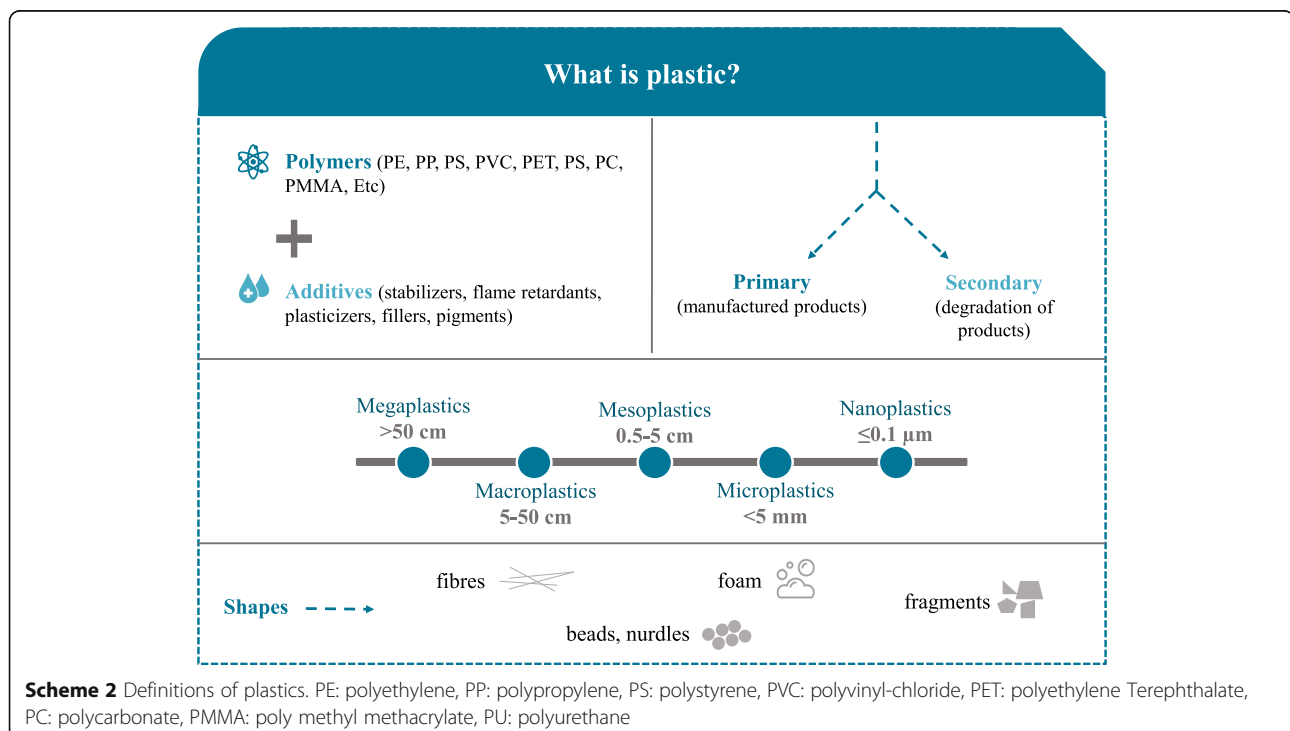 What is plastic?
Polymers (PE, PP, PS, PVC, PET, PS, PC,
PMMA, Etc)
Additives (stabilizers, flame retardants,
plasticizers, fillers, pigments)
Primary
(manufactured products)
Secondary
(degradation of
products)
Megaplastics
>50 cm
Macroplastics
5-50 cm
Mesoplastics
0.5-5 cm
Microplastics
<5 mm
Nanoplastics
≤0.1 µm
Shapes
fibres
beads, nurdles
foam
fragments
Scheme 2 Definitions of plastics. PE: polyethylene, PP: polypropylene, PS: polystyrene, PVC: polyvinyl-chloride, PET: polyethylene Terephthalate,
PC: polycarbonate, PMMA: poly methyl methacrylate, PU: polyurethane